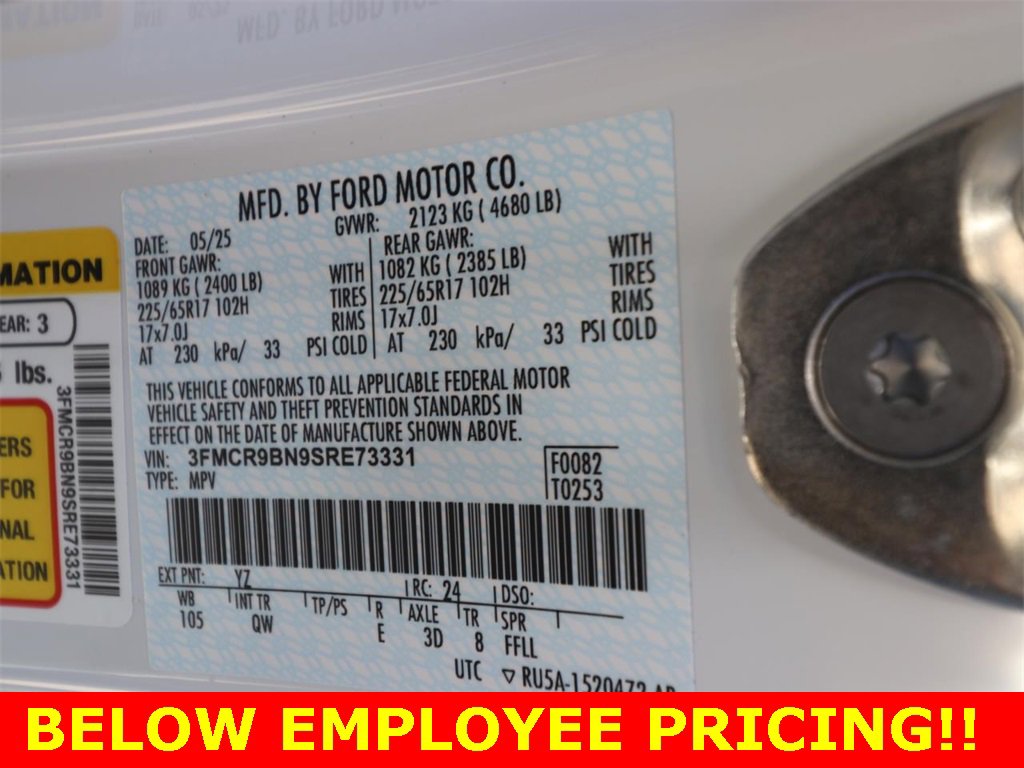 MFD. BY FORD MOTOR CO.
GVWR: 2123 KG ( 4680 LB)
DATE: 05/25
FRONT GAWR:
1089 KG ( 2400 LB) WITH
225/65R17 102H TIRES
17x7.0J RIMS
AT 230 kPa/ 33 PSI COLD
REAR GAWR: WITH
1082 KG ( 2385 LB) TIRES
225/65R17 102H RIMS
17x7.0J
AT 230 kPa/ 33 PSI COLD
THIS VEHICLE CONFORMS TO ALL APPLICABLE FEDERAL MOTOR
VEHICLE SAFETY AND THEFT PREVENTION STANDARDS IN
EFFECT ON THE DATE OF MANUFACTURE SHOWN ABOVE.
VIN: 3FMCR9BN9SRE73331
TYPE: MPV
F0082
T0253
EXT PNT: YZ RC: 24 DSO:
WB INT TR TP/PS R AXLE TR SPR
105 QW E 3D 8 FFLL
UTC ▽ RU5A-1520472-AD
MATION
EAR: 3
lbs.
3FMCR9BN9SRE73331
ERS
FOR
NAL
ATION
BELOW EMPLOYEE PRICING!!